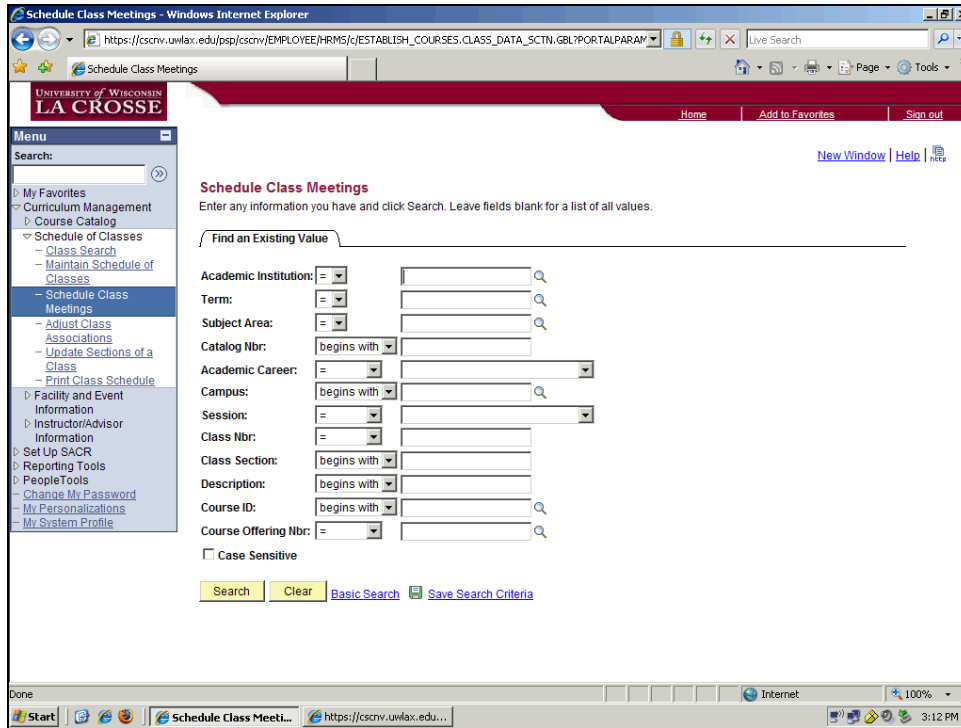 Schedule Class Meetings - Windows Internet Explorer
https://cscnv.uwlax.edu/psp/cscnv/EMPLOYEE/HRMS/c/ESTABLISH_COURSES.CLASS_DATA_SCTN.GBL?PORTALPARAM
Live Search
Schedule Class Meetings
Page
Tools
UNIVERSITY of WISCONSIN
LA CROSSE
Home
Add to Favorites
Sign out
Menu
Search:
My Favorites
Curriculum Management
Course Catalog
Schedule of Classes
– Class Search
– Maintain Schedule of
Classes
– Schedule Class
Meetings
– Adjust Class
Associations
– Update Sections of a
Class
– Print Class Schedule
Facility and Event
Information
Instructor/Advisor
Information
Set Up SACR
Reporting Tools
PeopleTools
– Change My Password
– My Personalizations
– My System Profile
New Window | Help |
http
Schedule Class Meetings
Enter any information you have and click Search. Leave fields blank for a list of all values.
Find an Existing Value
Academic Institution: =
Term: =
Subject Area: =
Catalog Nbr: begins with
Academic Career: =
Campus: begins with
Session: =
Class Nbr: =
Class Section: begins with
Description: begins with
Course ID: begins with
Course Offering Nbr: =
Case Sensitive
Search Clear Basic Search Save Search Criteria
Done
Internet
100%
Start
Schedule Class Meeti...
https://cscnv.uwlax.edu...
3:12 PM